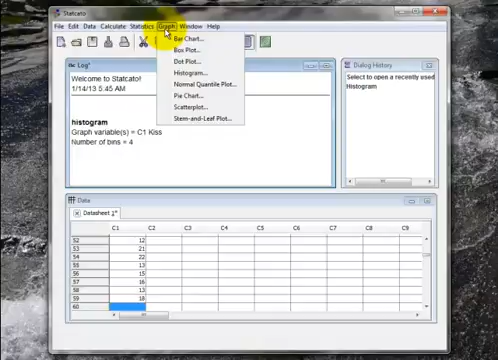 Statcato
File Edit Data Calculate Statistics Graph Window Help
Bar Chart...
Box Plot...
Dot Plot...
Histogram...
Normal Quantile Plot...
Pie Chart...
Scatterplot...
Stem-and-Leaf Plot...
Log*
Welcome to Statcato!
1/14/13 5:45 AM
histogram
Graph variable(s) = C1 Kiss
Number of bins = 4
Dialog History
Select to open a recently used
Histogram
Data
Datasheet 1*
C1 C2 C3 C4 C5 C6 C7 C8 C9
52 12
53 21
54 22
55 13
56 15
57 16
58 13
59 18
60